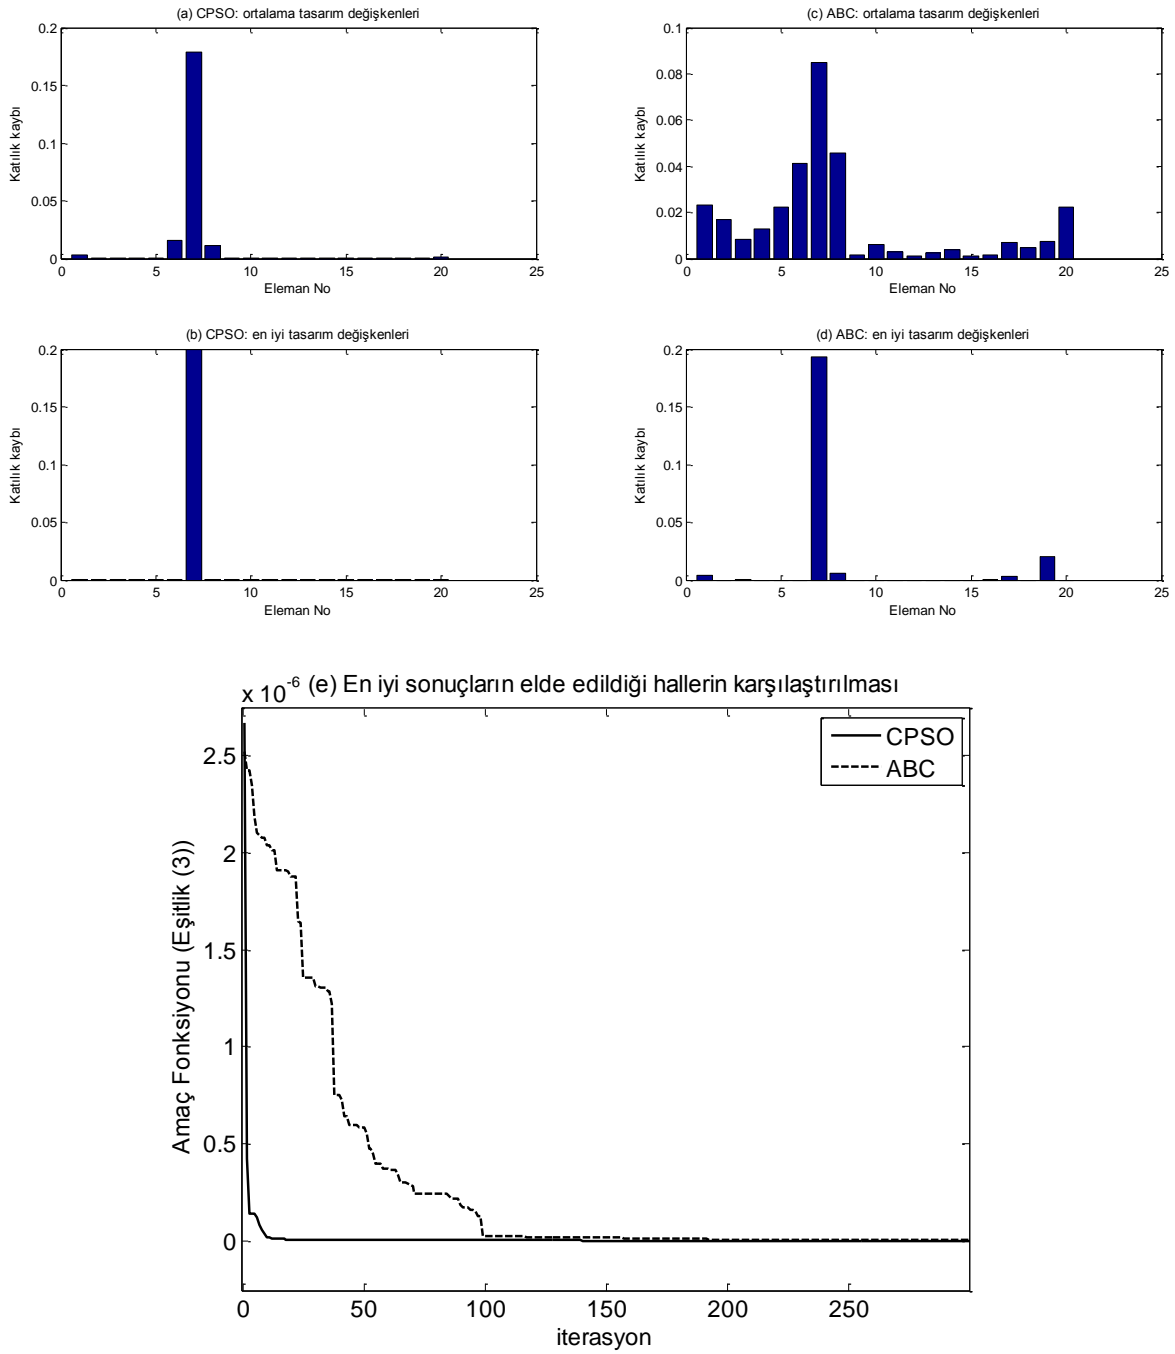 (a) CPSO: ortalama tasarım değişkenleri
0.2
0.15
0.1
0.05
0
Katılık kaybı
0 5 10 15 20 25
Eleman No
(c) ABC: ortalama tasarım değişkenleri
0.1
0.08
0.06
0.04
0.02
0
Katılık kaybı
0 5 10 15 20 25
Eleman No
(b) CPSO: en iyi tasarım değişkenleri
0.2
0.15
0.1
0.05
0
Katılık kaybı
0 5 10 15 20 25
Eleman No
(d) ABC: en iyi tasarım değişkenleri
0.2
0.15
0.1
0.05
0
Katılık kaybı
0 5 10 15 20 25
Eleman No
x 10⁻⁶ (e) En iyi sonuçların elde edildiği hallerin karşılaştırılması
CPSO
ABC
2.5
2
1.5
1
0.5
0
Amaç Fonksiyonu (Eşitlik (3))
0 50 100 150 200 250
iterasyon